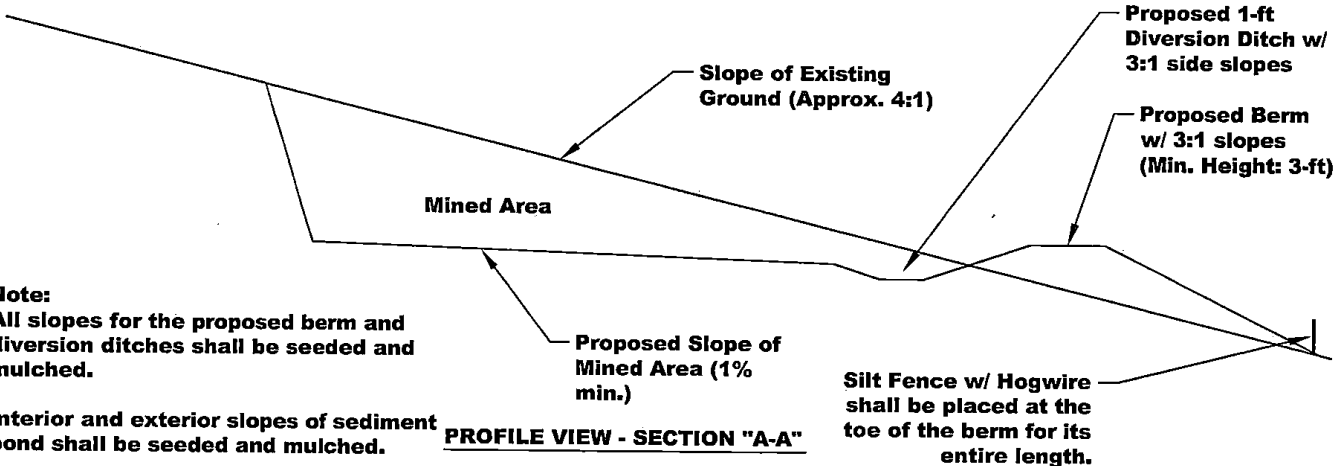 Proposed 1-ft
Diversion Ditch w/
3:1 side slopes
Slope of Existing
Ground (Approx. 4:1)
Proposed Berm
w/ 3:1 slopes
(Min. Height: 3-ft)
Mined Area
Note:
All slopes for the proposed berm and
diversion ditches shall be seeded and
mulched.
nterior and exterior slopes of sediment
pond shall be seeded and mulched.
Proposed Slope of
Mined Area (1%
min.)
PROFILE VIEW - SECTION "A-A"
Silt Fence w/ Hogwire
shall be placed at the
toe of the berm for its
entire length.